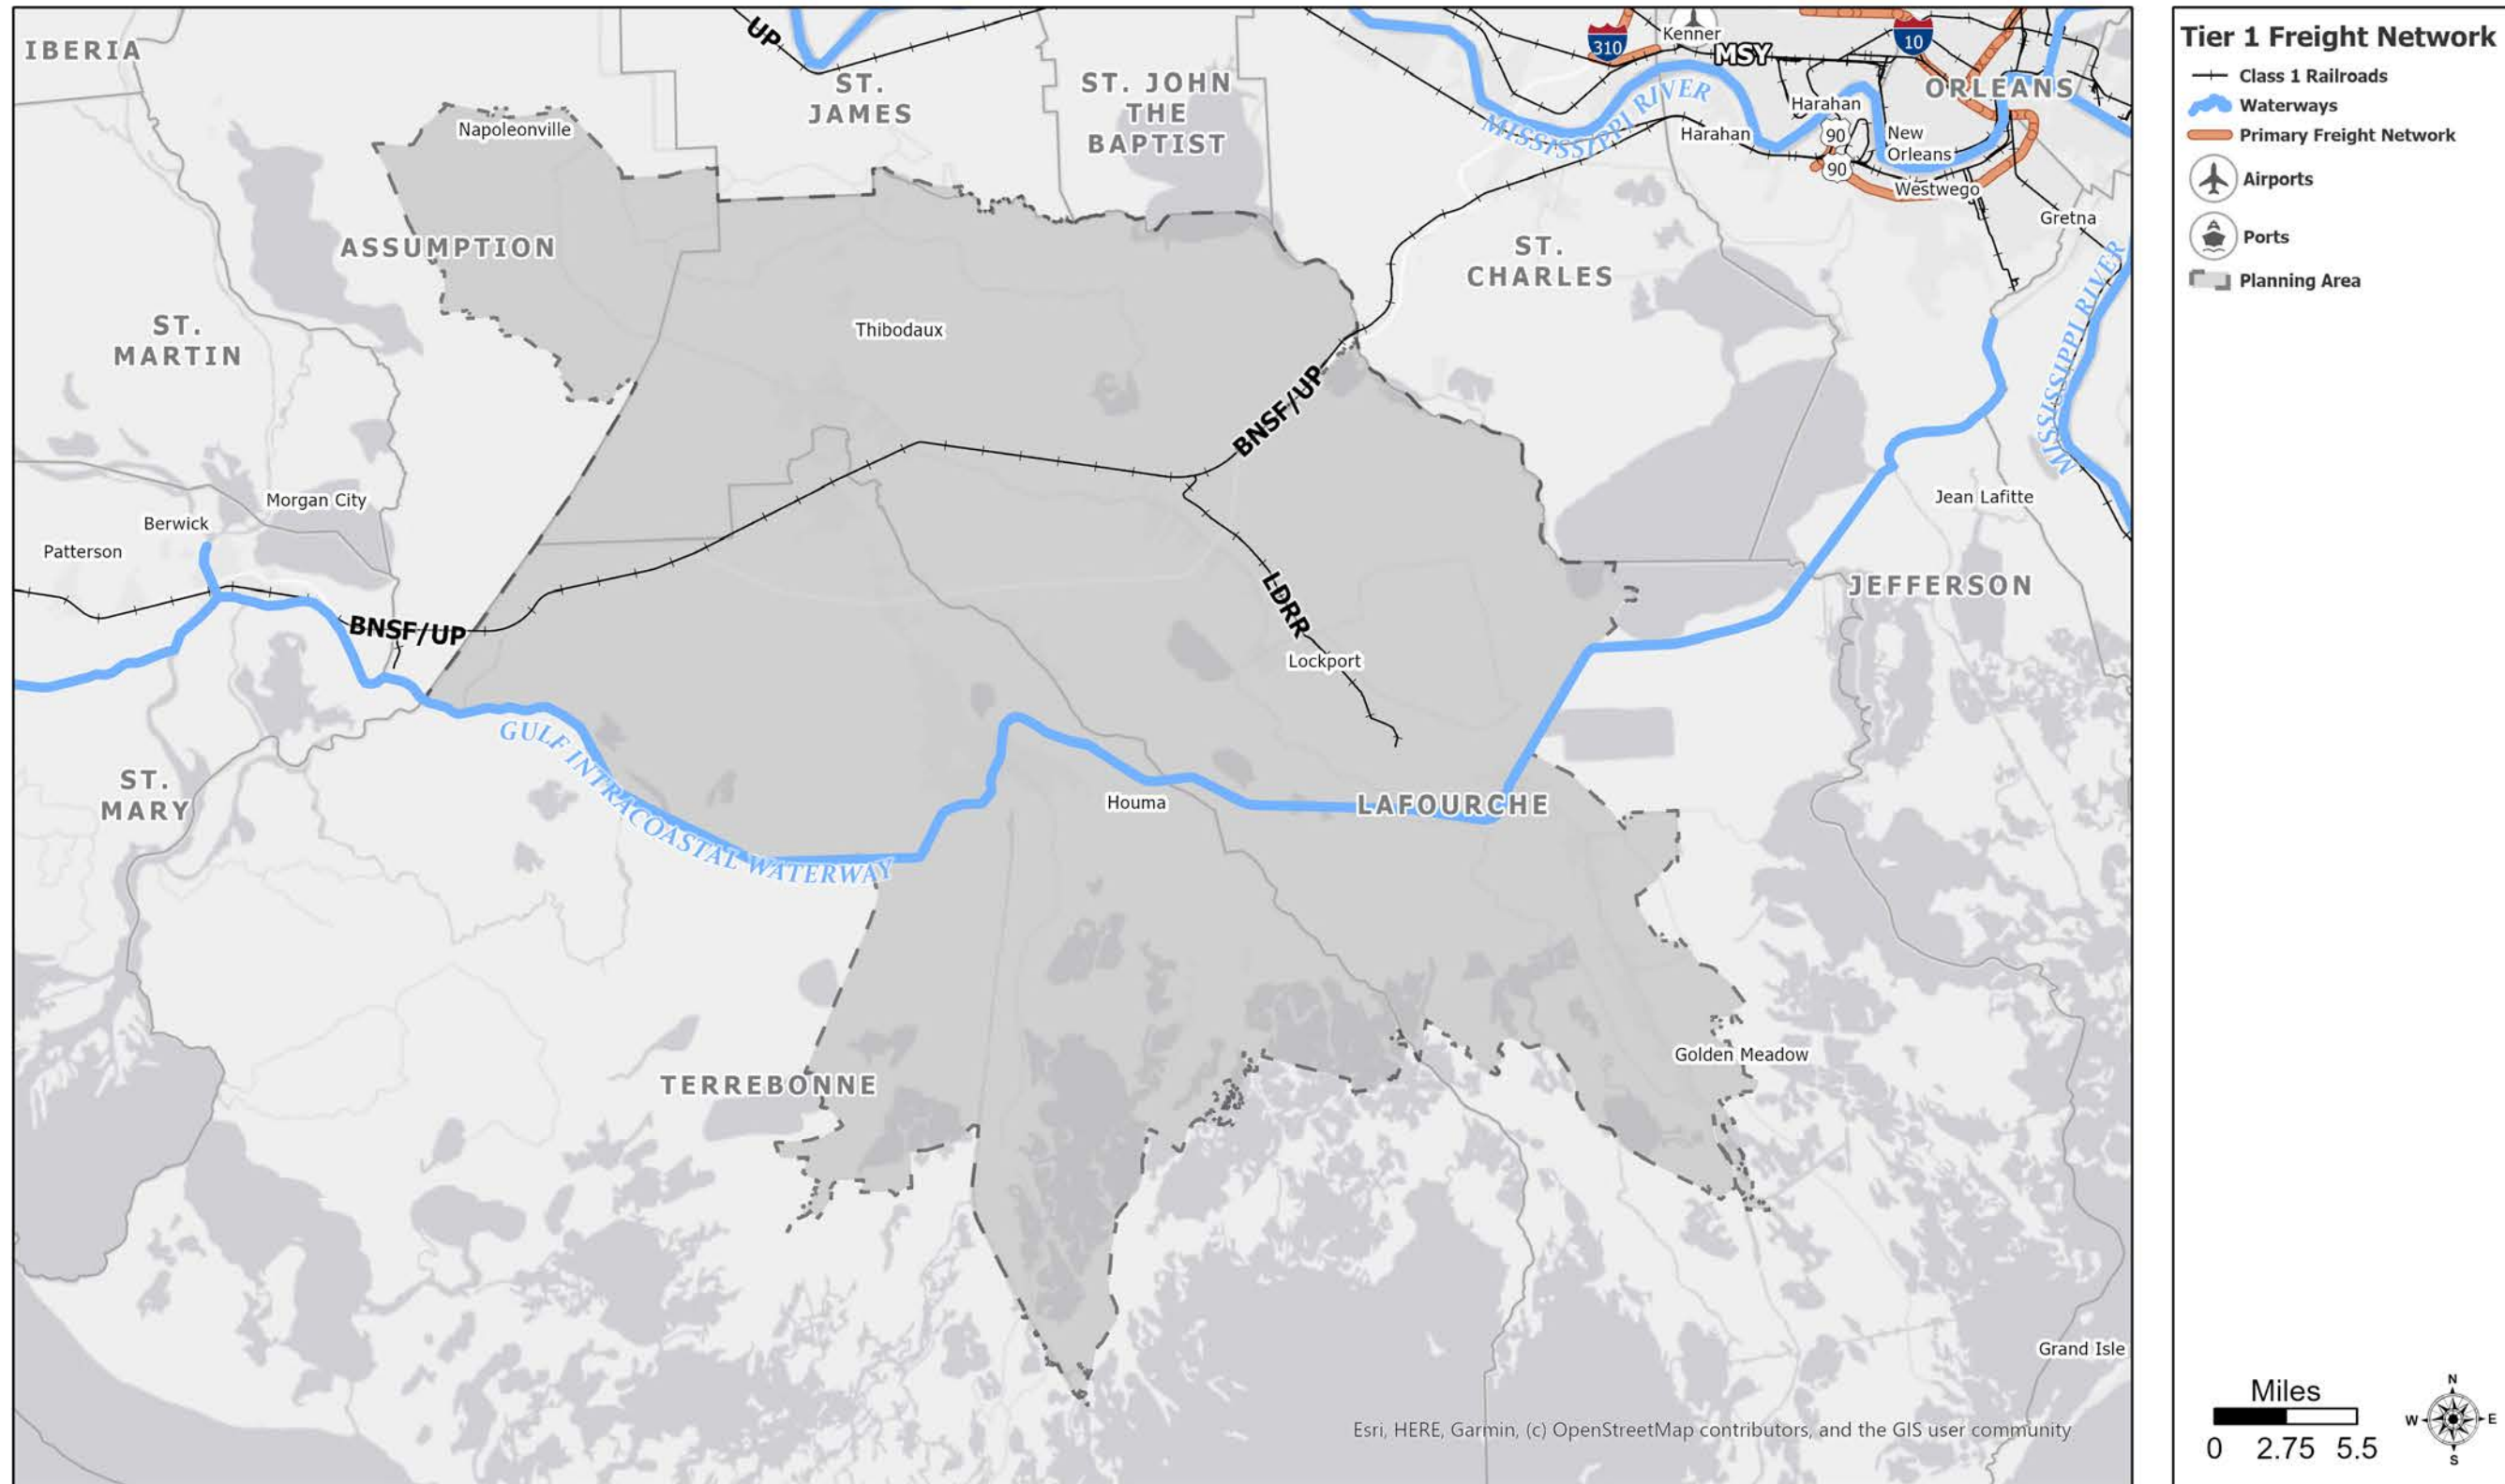 IBERIA
UP
ST.
JAMES
ST. JOHN
THE
BAPTIST
310
Kenner
MSY
10
ORLEANS
MISSISSIPPI RIVER
Harahan
Harahan
90
90
New
Orleans
Westwego
Gretna
Napoleonville
ASSUMPTION
ST.
CHARLES
MISSISSIPPI RIVER
ST.
MARTIN
Thibodaux
BNSF/UP
Morgan City
Berwick
Patterson
Jean Lafitte
BNSF/UP
LDRR
JEFFERSON
Lockport
GULF INTRACOASTAL WATERWAY
ST.
MARY
Houma
LAFOURCHE
TERREBONNE
Golden Meadow
Grand Isle
Esri, HERE, Garmin, (c) OpenStreetMap contributors, and the GIS user community
Tier 1 Freight Network
Class 1 Railroads
Waterways
Primary Freight Network
Airports
Ports
Planning Area
Miles
0 2.75 5.5
N
W E
S